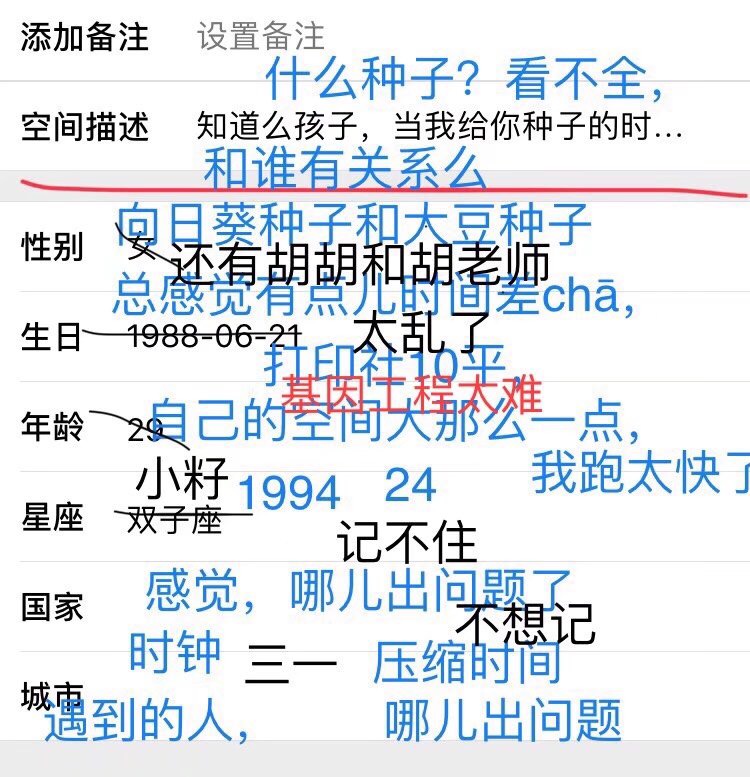 添加备注 设置备注
什么种子？看不全，
空间描述 知道么孩子，当我给你种子的时...
和谁有关系么
向日葵种子和大豆种子
性别 女
还有胡胡和胡老师
总感觉有点儿时间差chā，
生日 1988-06-21 太乱了
打印社10平，
基因工程太难
年龄 29
自己的空间大那么一点，
小籽 1994 24 我跑太快了
星座 双子座
记不住
感觉，哪儿出问题了
国家
不想记
时钟 三一 压缩时间
城市
遇到的人， 哪儿出问题